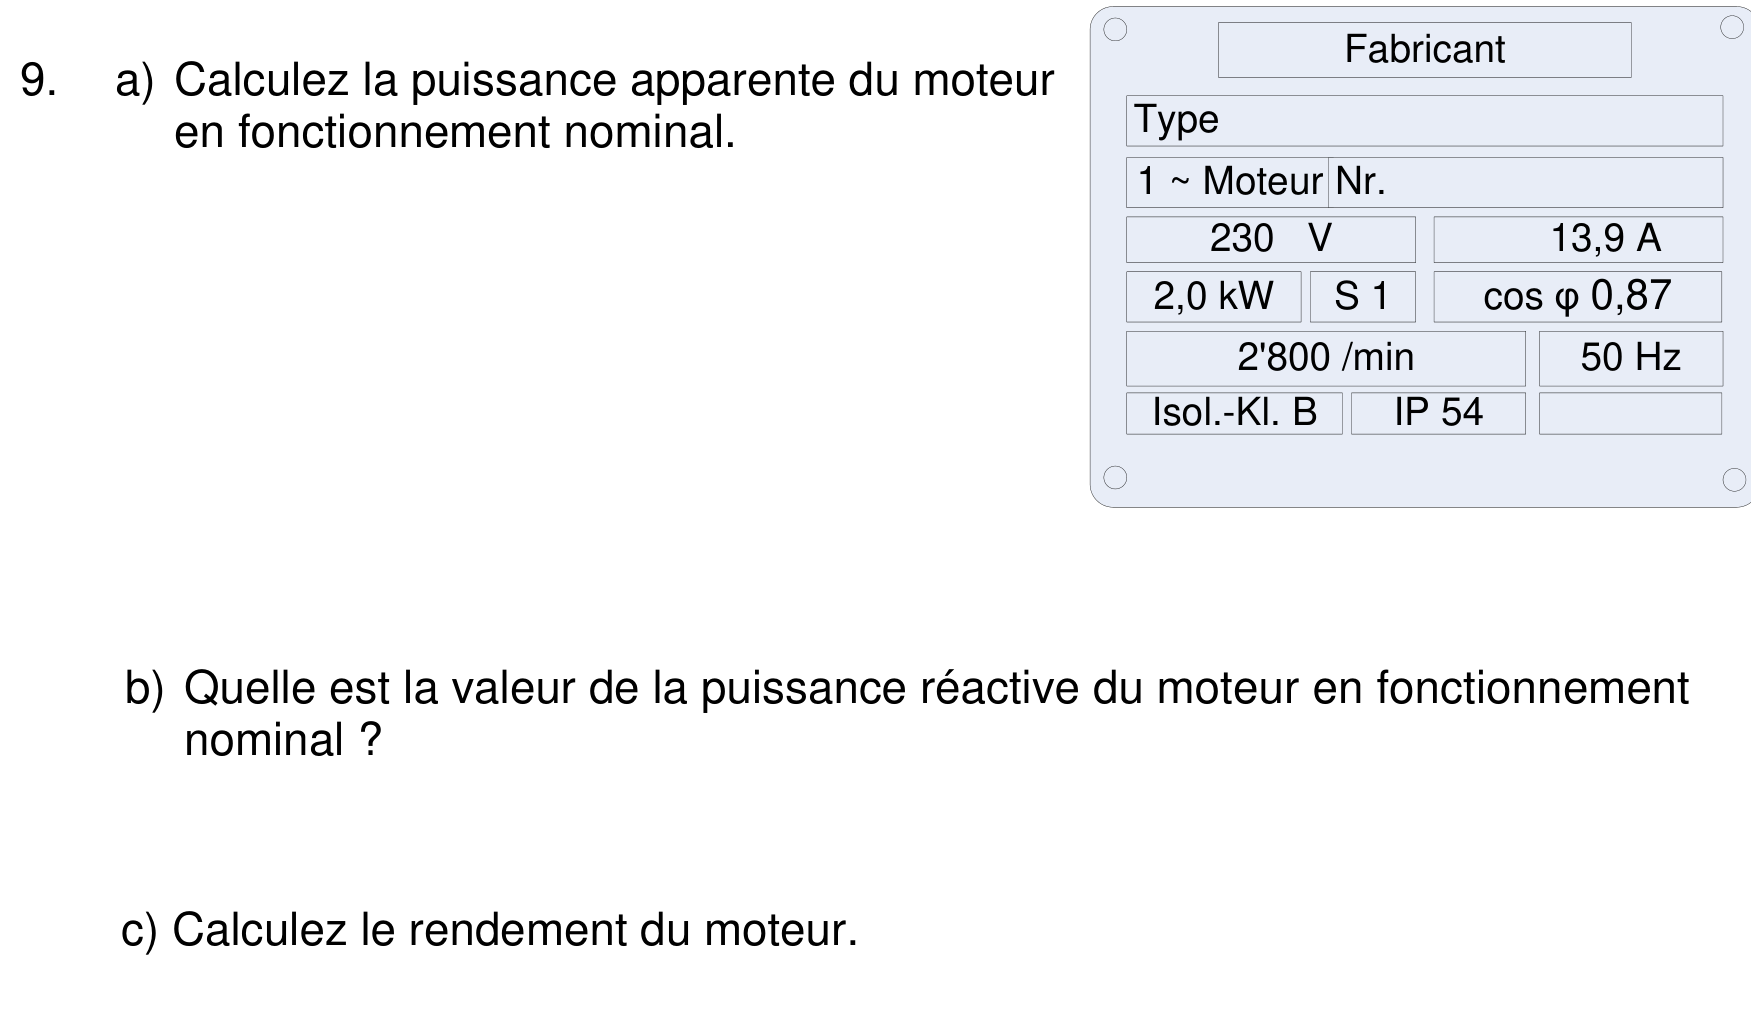 9. a) Calculez la puissance apparente du moteur
en fonctionnement nominal.
Fabricant
Type
1 ~ Moteur Nr.
230 V 13,9 A
2,0 kW S 1 cos φ 0,87
2'800 /min 50 Hz
Isol.-Kl. B IP 54
b) Quelle est la valeur de la puissance réactive du moteur en fonctionnement
nominal ?
c) Calculez le rendement du moteur.